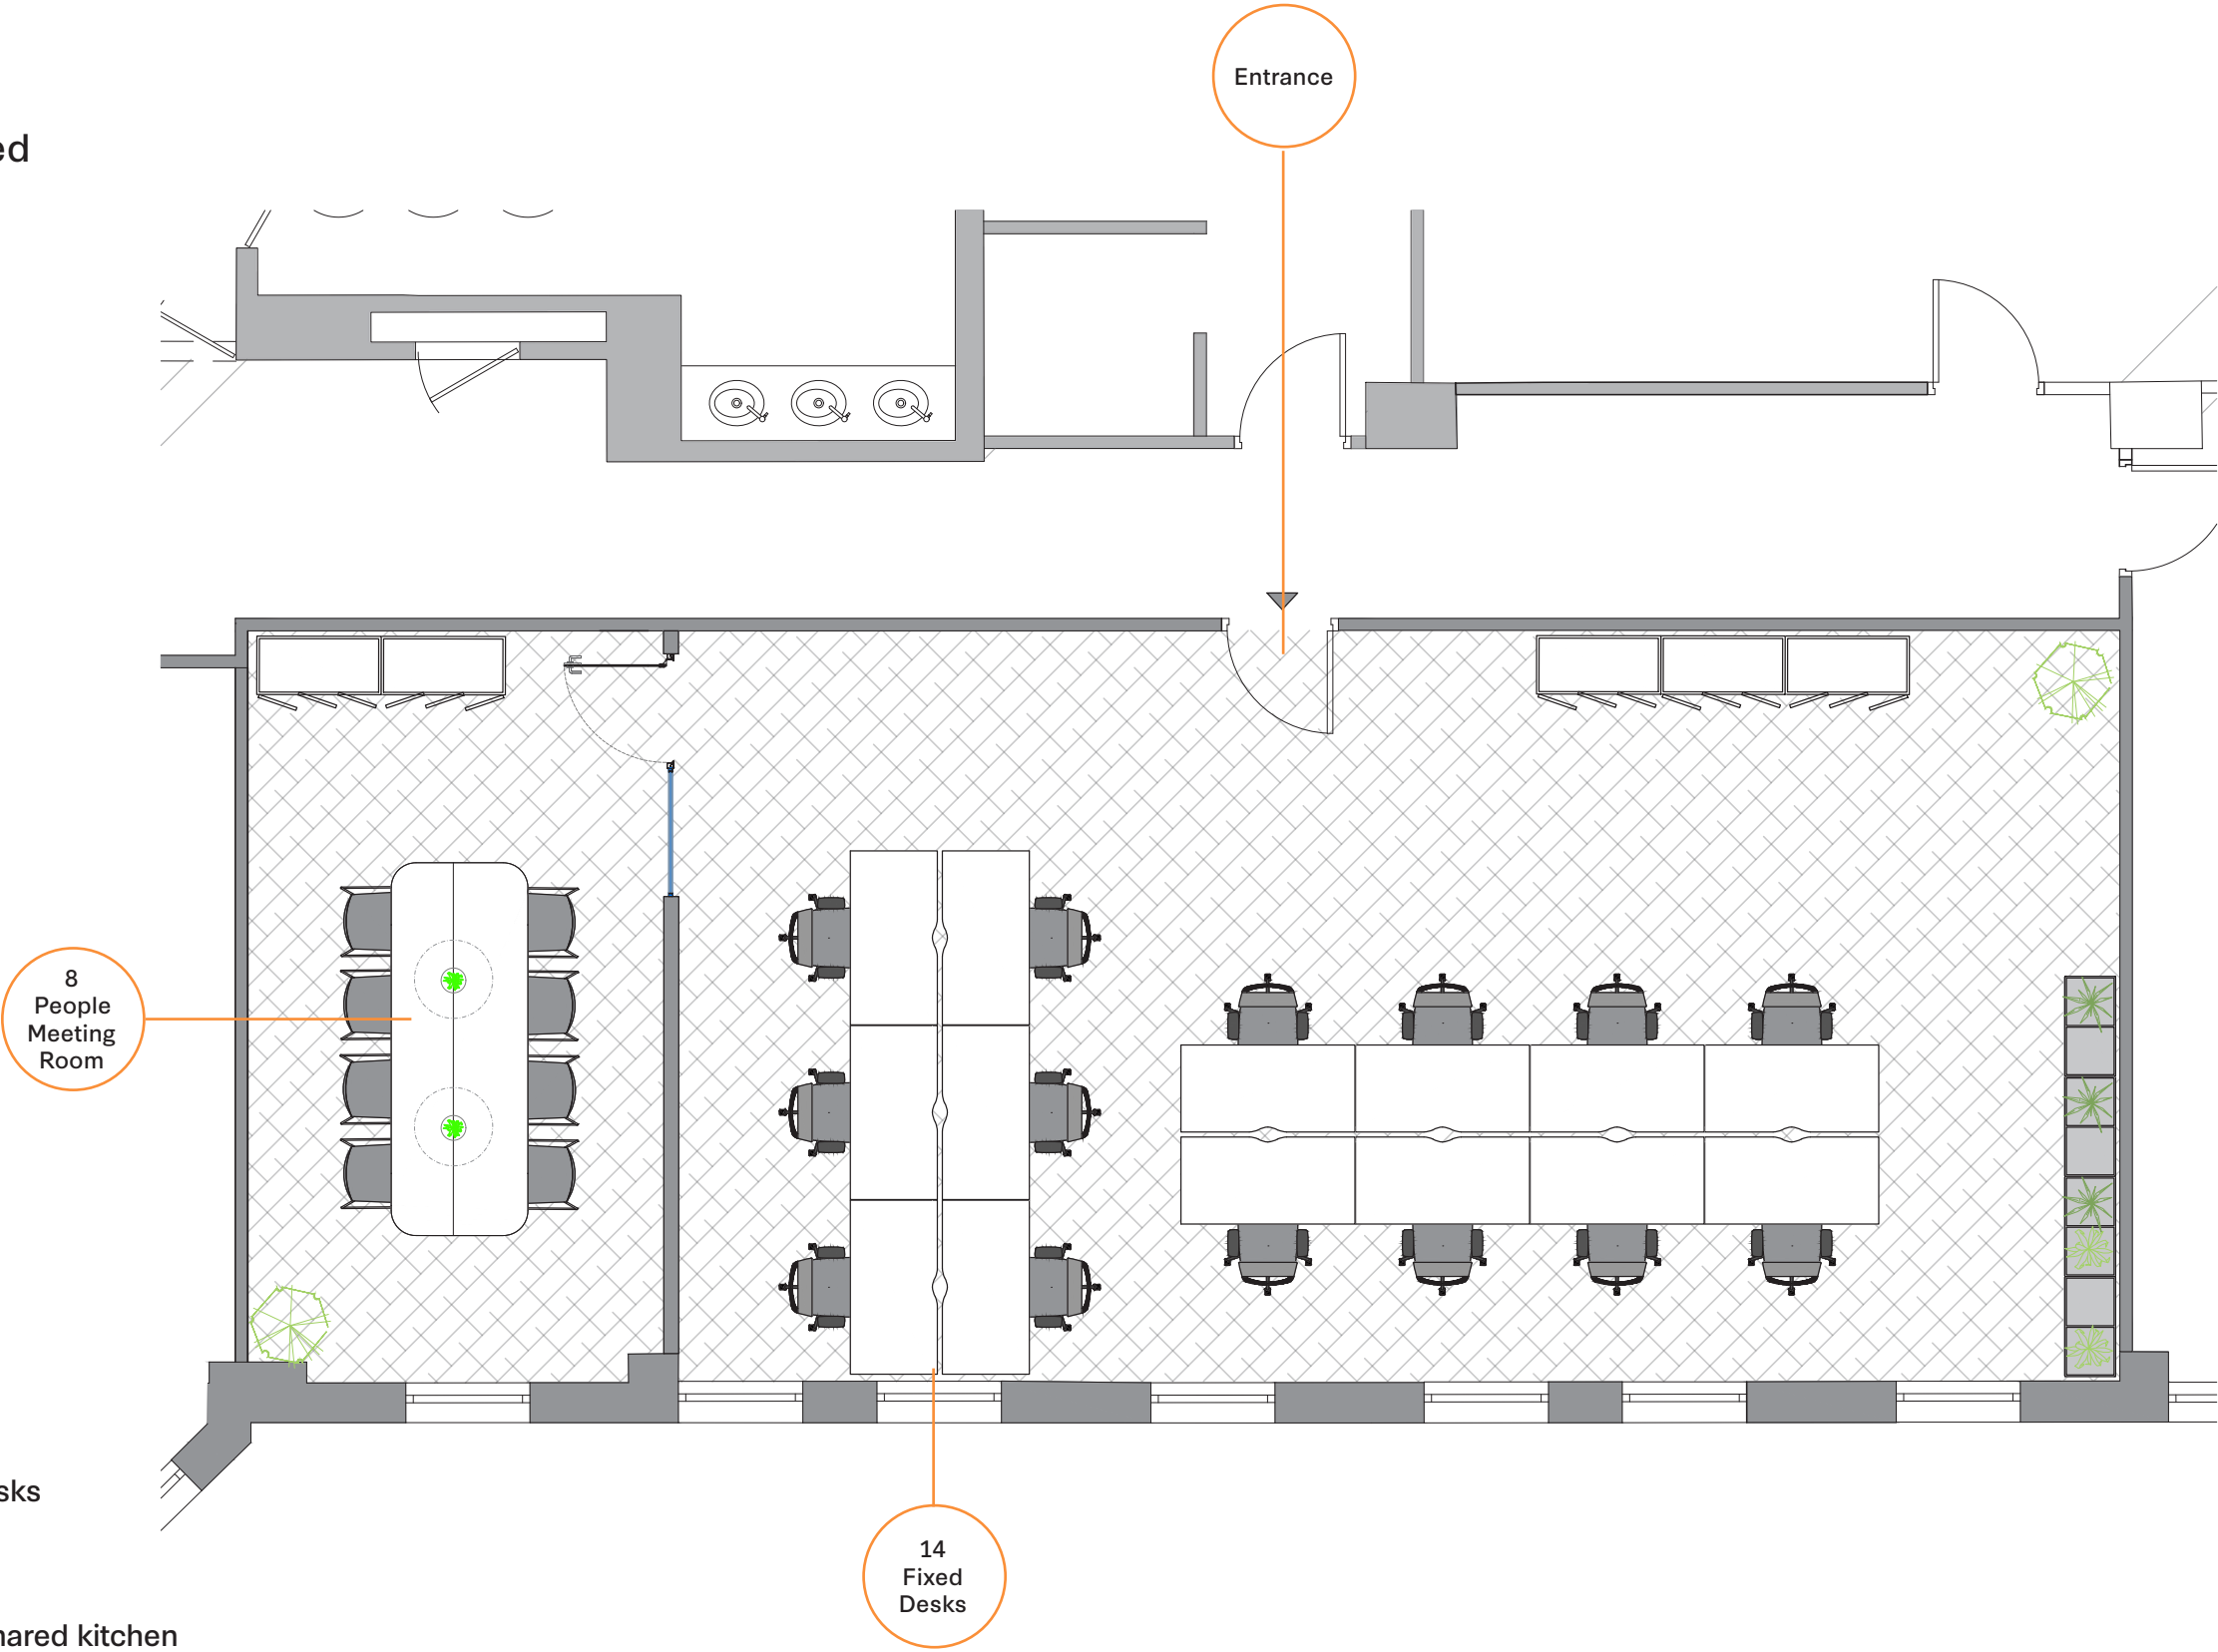 Entrance
ed
8
People
Meeting
Room
sks
14
Fixed
Desks
hared kitchen